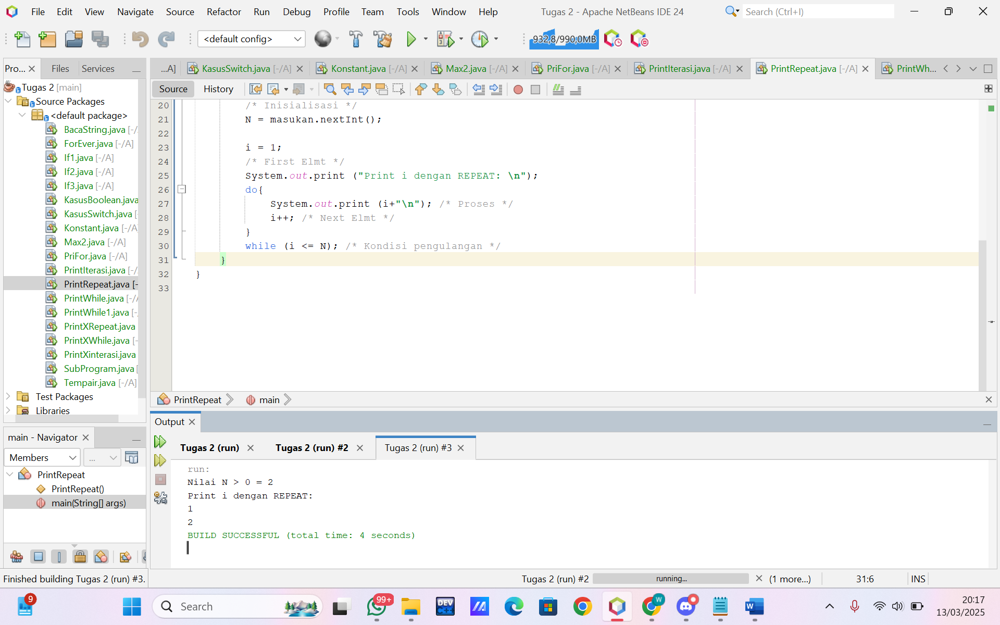 File Edit View Navigate Source Refactor Run Debug Profile Team Tools Window Help
Tugas 2 - Apache NetBeans IDE 24
Search (Ctrl+I)
<default config>
932,8/990,0MB
Pro... Files Services
...A] KasusSwitch.java [-/A] Konstant.java [-/A] Max2.java [-/A] PriFor.java [-/A] PrintIterasi.java [-/A] PrintRepeat.java [-/A] PrintWh...
Source History
Tugas 2 [main]
Source Packages
<default package>
BacaString.java [-/
ForEver.java [-/A]
If1.java [-/A]
If2.java [-/A]
If3.java [-/A]
KasusBoolean.java
KasusSwitch.java [
Konstant.java [-/A
Max2.java [-/A]
PriFor.java [-/A]
PrintIterasi.java [-/
PrintRepeat.java [-
PrintWhile.java [-/
PrintWhile1.java [-
PrintXRepeat.java
PrintXWhile.java [-
PrintXinterasi.java
SubProgram.java [
Tempair.java [-/A]
Test Packages
Libraries
20 /* Inisialisasi */
21 N = masukan.nextInt();
22
23 i = 1;
24 /* First Elmt */
25 System.out.print ("Print i dengan REPEAT: \n");
26 do{
27 System.out.print (i+"\n"); /* Proses */
28 i++; /* Next Elmt */
29 }
30 while (i <= N); /* Kondisi pengulangan */
31 }
32 }
33
PrintRepeat main
main - Navigator
Members ...
PrintRepeat
PrintRepeat()
main(String[] args)
Output
Tugas 2 (run) Tugas 2 (run) #2 Tugas 2 (run) #3
run:
Nilai N > 0 = 2
Print i dengan REPEAT:
1
2
BUILD SUCCESSFUL (total time: 4 seconds)
Finished building Tugas 2 (run) #3.
Tugas 2 (run) #2 running... (1 more...) 31:6 INS
9
Search
99+
DEV C++
W
W
20:17
13/03/2025